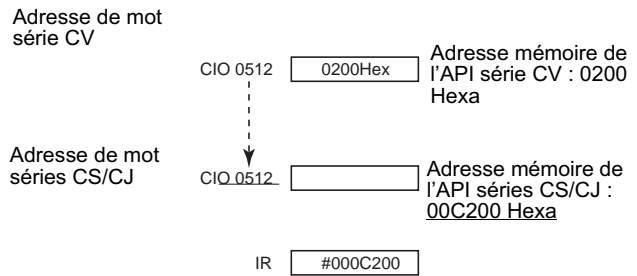 Adresse de mot
série CV
CIO 0512
0200Hex
Adresse mémoire de
l'API série CV : 0200
Hexa
Adresse de mot
séries CS/CJ
CIO 0512
Adresse mémoire de
l'API séries CS/CJ :
00C200 Hexa
IR
#000C200